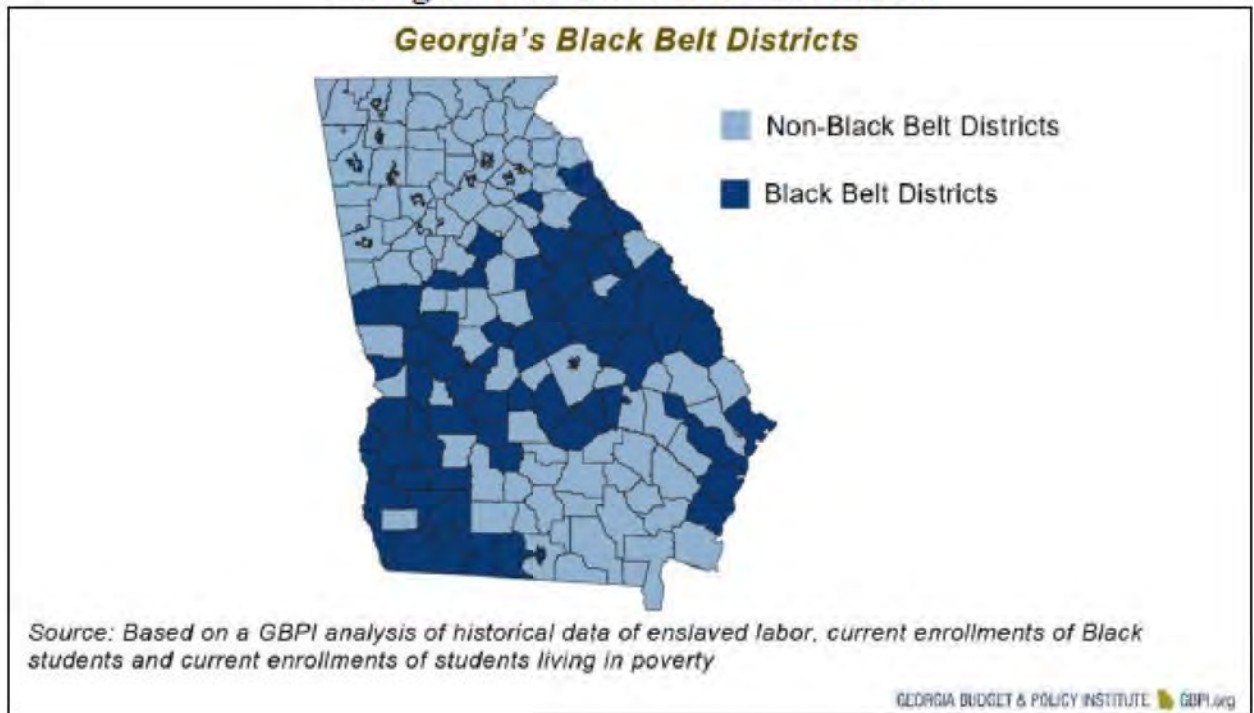 Georgia's Black Belt Districts
Non-Black Belt Districts
Black Belt Districts
Source: Based on a GBPI analysis of historical data of enslaved labor, current enrollments of Black
students and current enrollments of students living in poverty
GEORGIA BUDGET & POLICY INSTITUTE GBPI.org